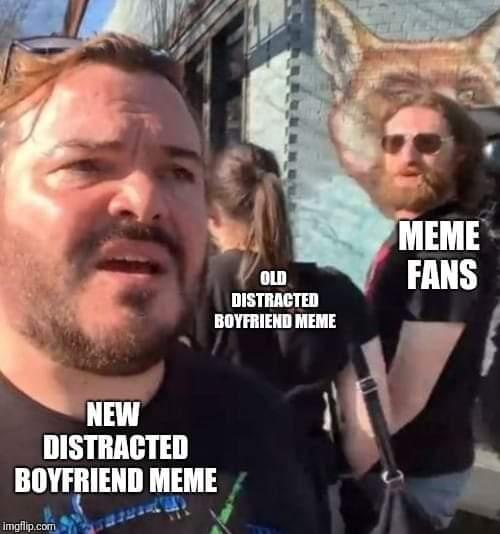 MEME
FANS
OLD
DISTRACTED
BOYFRIEND MEME
NEW
DISTRACTED
BOYFRIEND MEME
imgflip.com